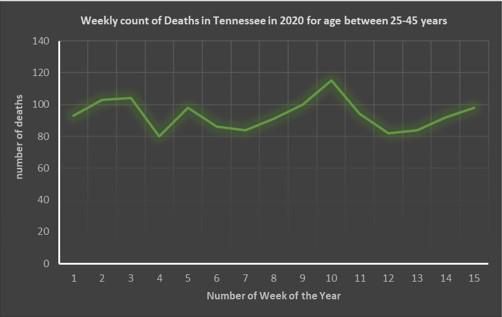 Weekly count of Deaths in Tennessee in 2020 for age between 25-45 years
140
120
100
80
60
40
20
0
number of deaths
1 2 3 4 5 6 7 8 9 10 11 12 13 14 15
Number of Week of the Year